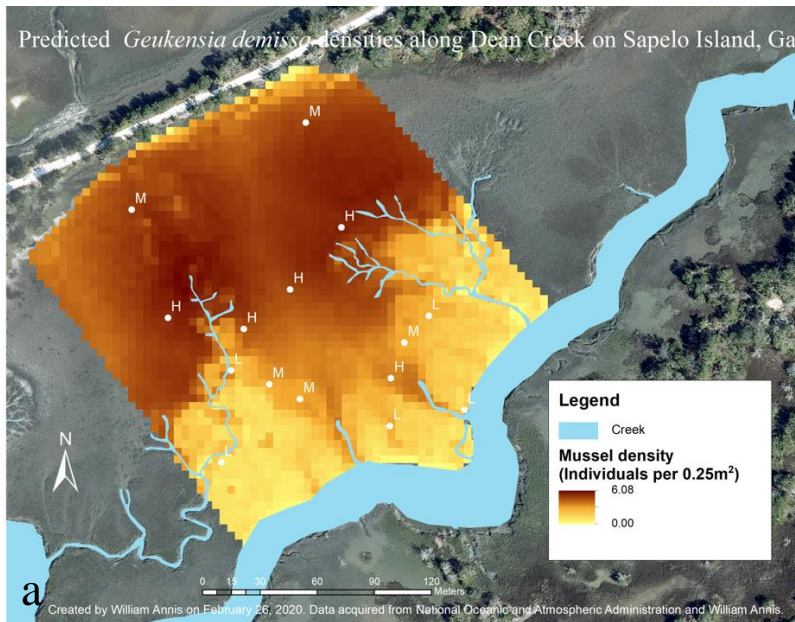 Predicted Geukensia demissa densities along Dean Creek on Sapelo Island, Ga
M
M
H
H
L
H
H
M
L
M
H
M
L
L
L
N
Legend
Creek
Mussel density
(Individuals per 0.25m²)
6.08
0.00
a
0 15 30 60 90 120
Meters
Created by William Annis on February 26, 2020. Data acquired from National Oceanic and Atmospheric Administration and William Annis.